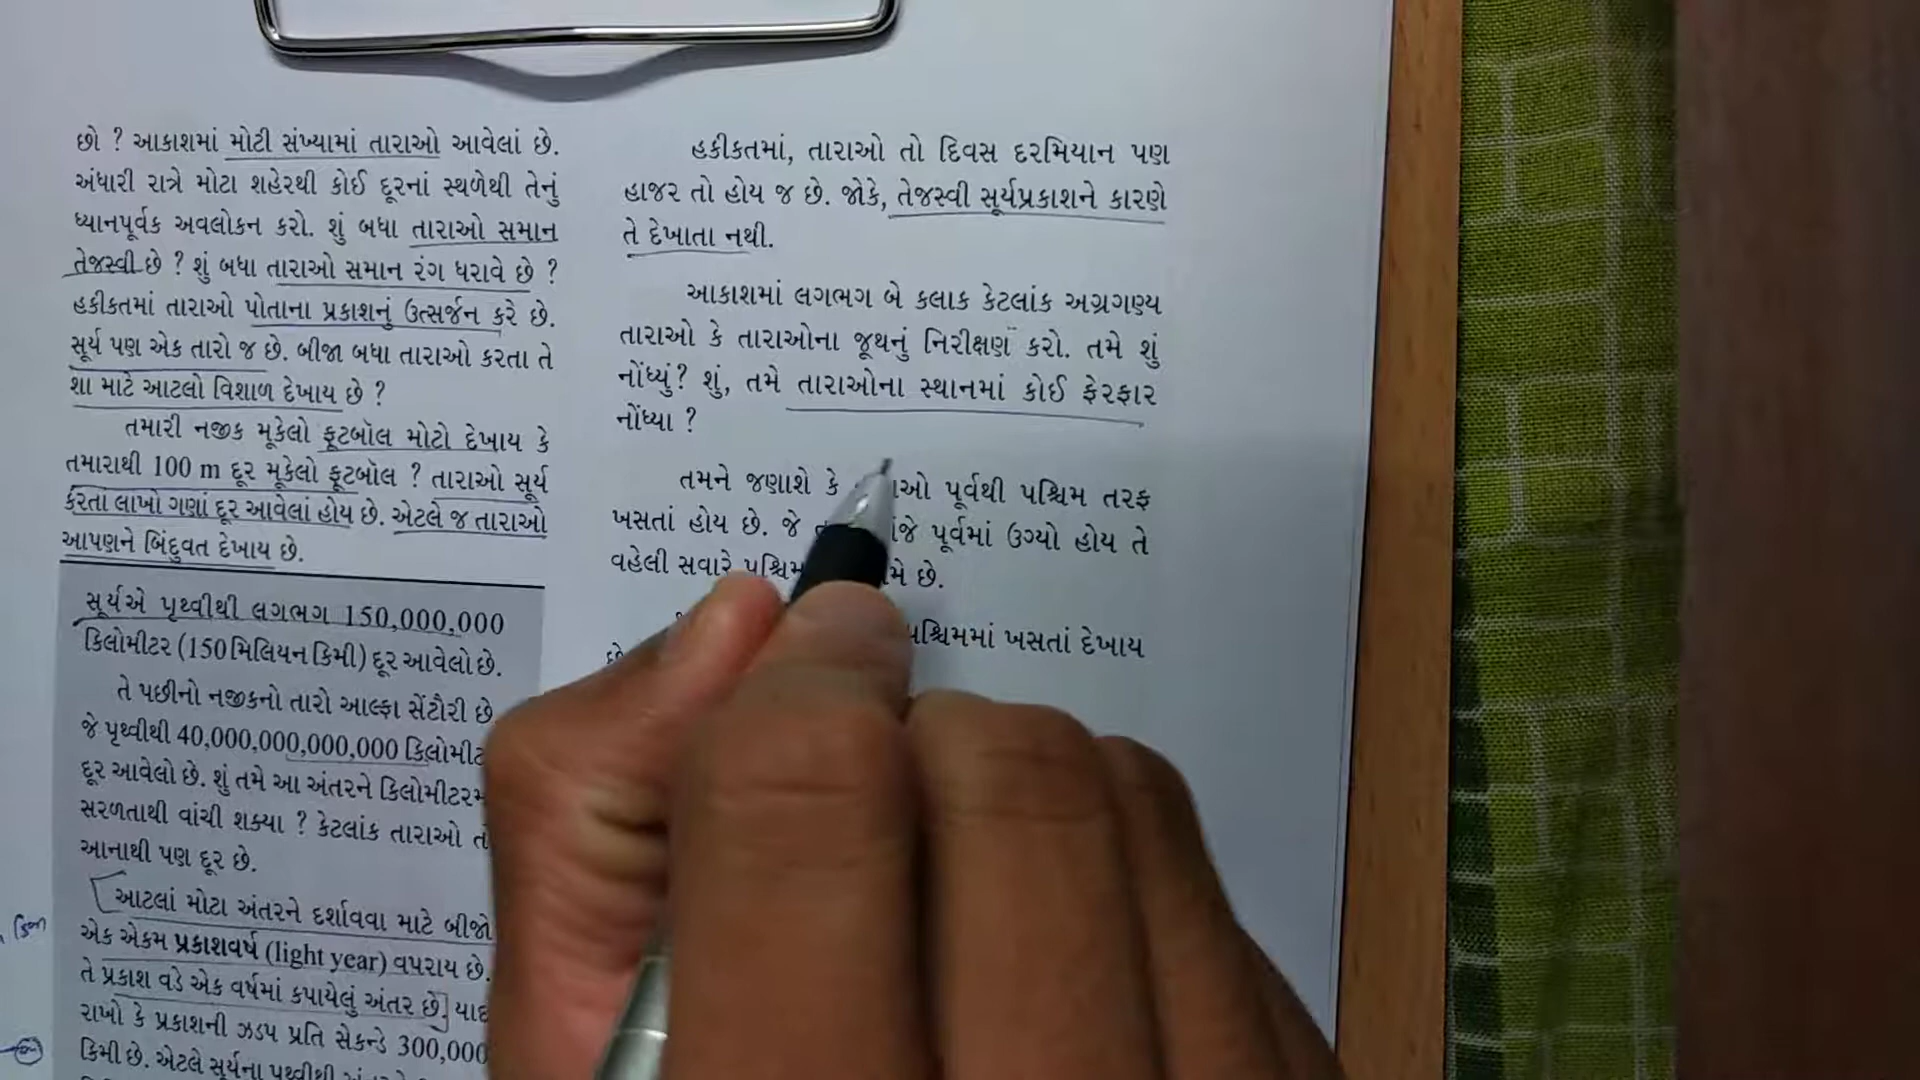 છો ? આકાશમાં મોટી સંખ્યામાં તારાઓ આવેલાં છે.
અંધારી રાત્રે મોટા શહેરથી કોઈ દૂરનાં સ્થળેથી તેનું
ધ્યાનપૂર્વક અવલોકન કરો. શું બધા તારાઓ સમાન
તેજસ્વી છે ? શું બધા તારાઓ સમાન રંગ ધરાવે છે ?
હકીકતમાં તારાઓ પોતાના પ્રકાશનું ઉત્સર્જન કરે છે.
સૂર્ય પણ એક તારો જ છે. બીજા બધા તારાઓ કરતા તે
શા માટે આટલો વિશાળ દેખાય છે ?
તમારી નજીક મૂકેલો ફૂટબૉલ મોટો દેખાય કે
તમારાથી 100 m દૂર મૂકેલો ફૂટબૉલ ? તારાઓ સૂર્ય
કરતા લાખો ગણાં દૂર આવેલાં હોય છે. એટલે જ તારાઓ
આપણને બિંદુવત દેખાય છે.
સૂર્યએ પૃથ્વીથી લગભગ 150,000,000
કિલોમીટર (150 મિલિયન કિમી) દૂર આવેલો છે.
તે પછીનો નજીકનો તારો આલ્ફા સેંટૌરી છે
જે પૃથ્વીથી 40,000,000,000,000
દૂર આવેલો છે. શું તમે આ અંતરને
સરળતાથી વાંચી શક્યા ? કેટલાંક તારાઓ
આનાથી પણ દૂર છે.
આટલાં મોટા અંતરને દર્શાવવા માટે બીજો
એક એકમ પ્રકાશવર્ષ (light year) વપરાય છે.
તે પ્રકાશ વડે એક વર્ષમાં કપાયેલું અંતર છે. યાદ
રાખો કે પ્રકાશની ઝડપ પ્રતિ સેકન્ડે 300,000
કિમી છે. એટલે સૂર્યના પૃથ્વીથી
હકીકતમાં, તારાઓ તો દિવસ દરમિયાન પણ
હાજર તો હોય જ છે. જોકે, તેજસ્વી સૂર્યપ્રકાશને કારણે
તે દેખાતા નથી.
આકાશમાં લગભગ બે કલાક કેટલાંક અગ્રગણ્ય
તારાઓ કે તારાઓના જૂથનું નિરીક્ષણ કરો. તમે શું
નોંધ્યું? શું, તમે તારાઓના સ્થાનમાં કોઈ ફેરફાર
નોંધ્યા ?
તમને જણાશે કે પૂર્વથી પશ્ચિમ તરફ
ખસતાં હોય છે. જે પૂર્વમાં ઉગ્યો હોય તે
વહેલી સવારે છે.
પશ્ચિમમાં ખસતાં દેખાય